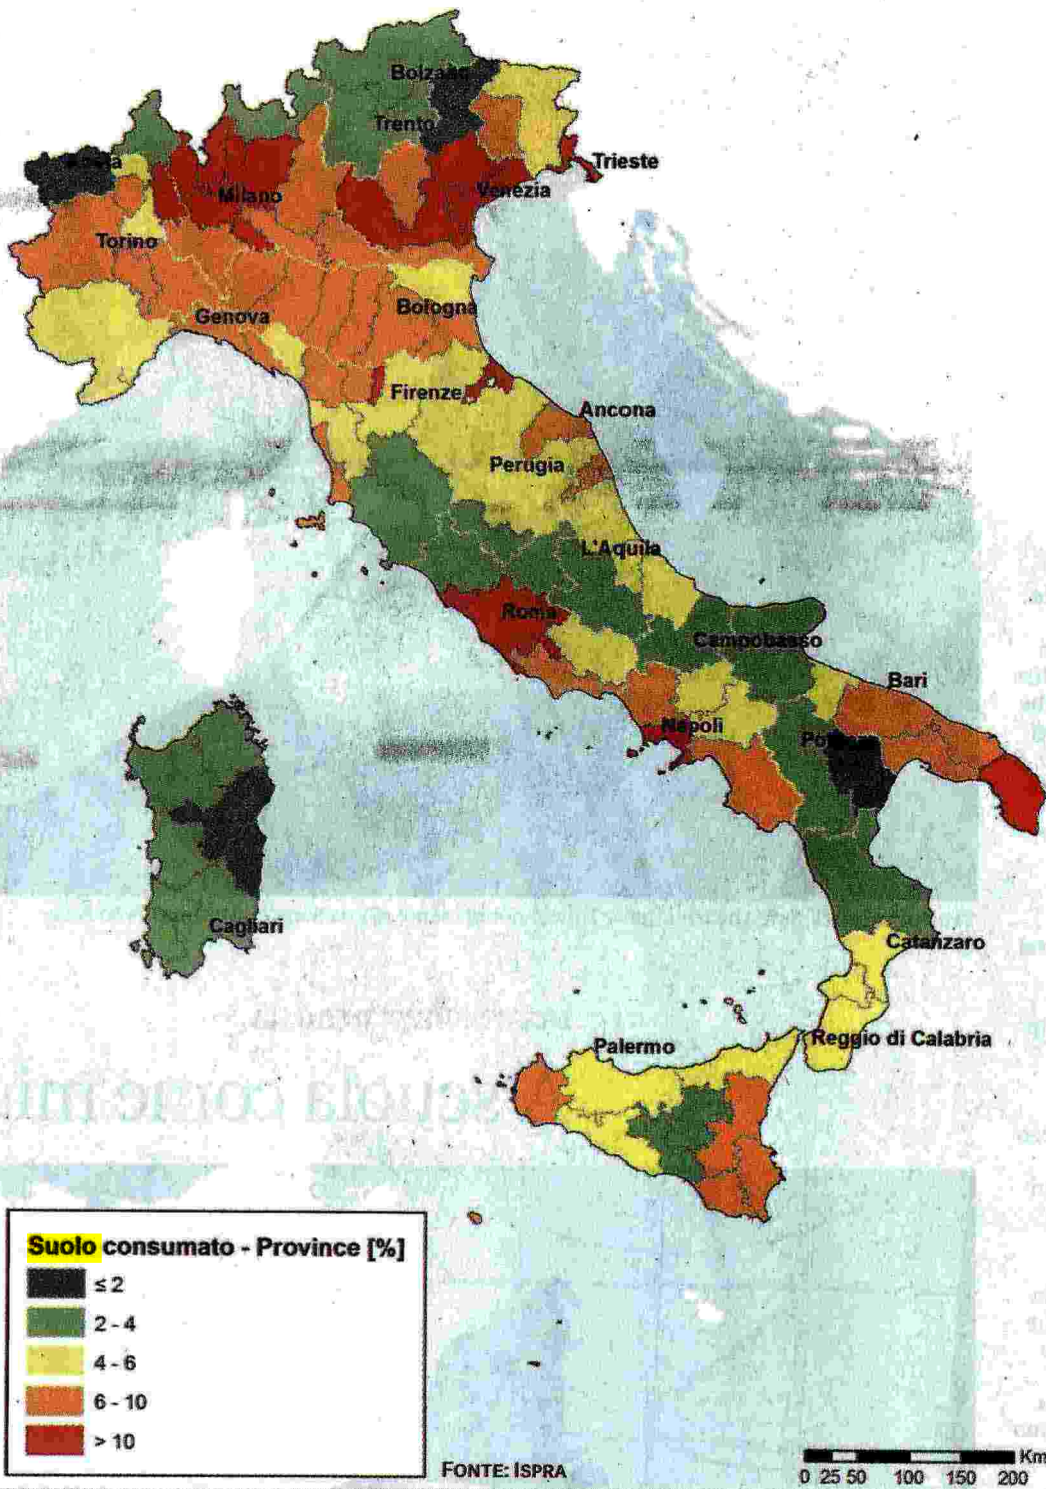 Bolzano
Trento
Trieste
Milano
Venezia
Torino
Genova
Bologna
Firenze
Ancona
Perugia
L'Aquila
Roma
Campobasso
Bari
Napoli
Cagliari
Catanzaro
Palermo
Reggio di Calabria
Suolo consumato - Province [%]
≤ 2
2 - 4
4 - 6
6 - 10
> 10
FONTE: ISPRA
Km
0 25 50 100 150 200